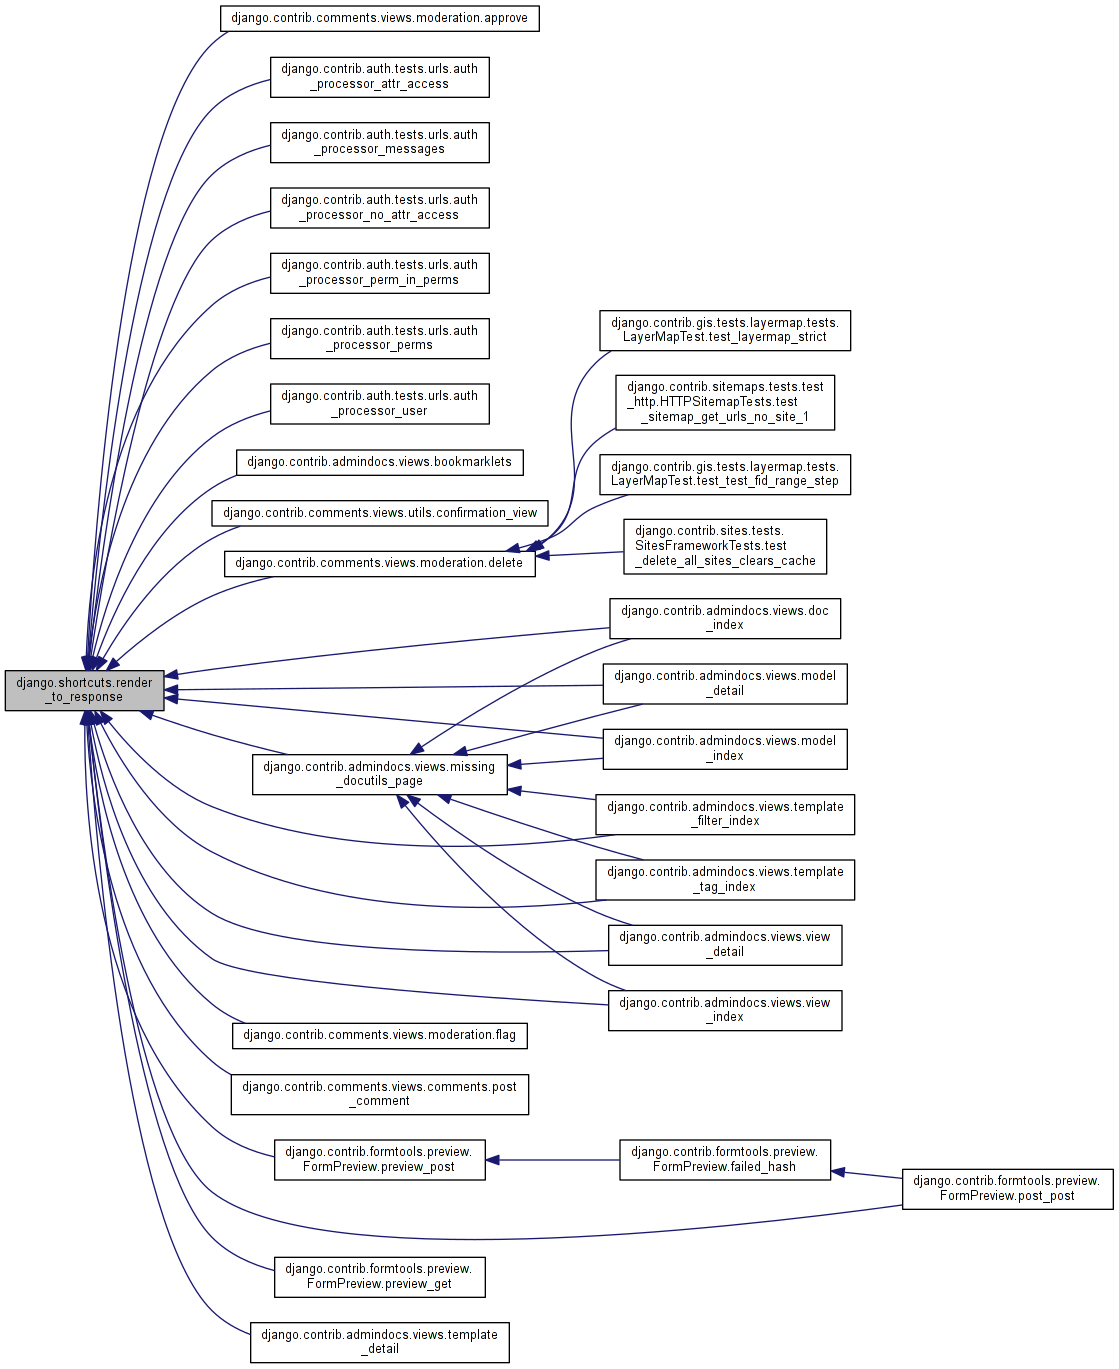 django.contrib.comments.views.moderation.approve
django.contrib.auth.tests.urls.auth
_processor_attr_access
django.contrib.auth.tests.urls.auth
_processor_messages
django.contrib.auth.tests.urls.auth
_processor_no_attr_access
django.contrib.auth.tests.urls.auth
_processor_perm_in_perms
django.contrib.auth.tests.urls.auth
_processor_perms
django.contrib.auth.tests.urls.auth
_processor_user
django.contrib.admindocs.views.bookmarklets
django.contrib.comments.views.utils.confirmation_view
django.contrib.comments.views.moderation.delete
django.contrib.gis.tests.layermap.tests.
LayerMapTest.test_layermap_strict
django.contrib.sitemaps.tests.test
_http.HTTPSitemapTests.test
_sitemap_get_urls_no_site_1
django.contrib.gis.tests.layermap.tests.
LayerMapTest.test_test_fid_range_step
django.contrib.sites.tests.
SitesFrameworkTests.test
_delete_all_sites_clears_cache
django.contrib.admindocs.views.doc
_index
django.shortcuts.render
_to_response
django.contrib.admindocs.views.model
_detail
django.contrib.admindocs.views.model
_index
django.contrib.admindocs.views.missing
_docutils_page
django.contrib.admindocs.views.template
_filter_index
django.contrib.admindocs.views.template
_tag_index
django.contrib.admindocs.views.view
_detail
django.contrib.admindocs.views.view
_index
django.contrib.comments.views.moderation.flag
django.contrib.comments.views.comments.post
_comment
django.contrib.formtools.preview.
FormPreview.preview_post
django.contrib.formtools.preview.
FormPreview.failed_hash
django.contrib.formtools.preview.
FormPreview.post_post
django.contrib.formtools.preview.
FormPreview.preview_get
django.contrib.admindocs.views.template
_detail